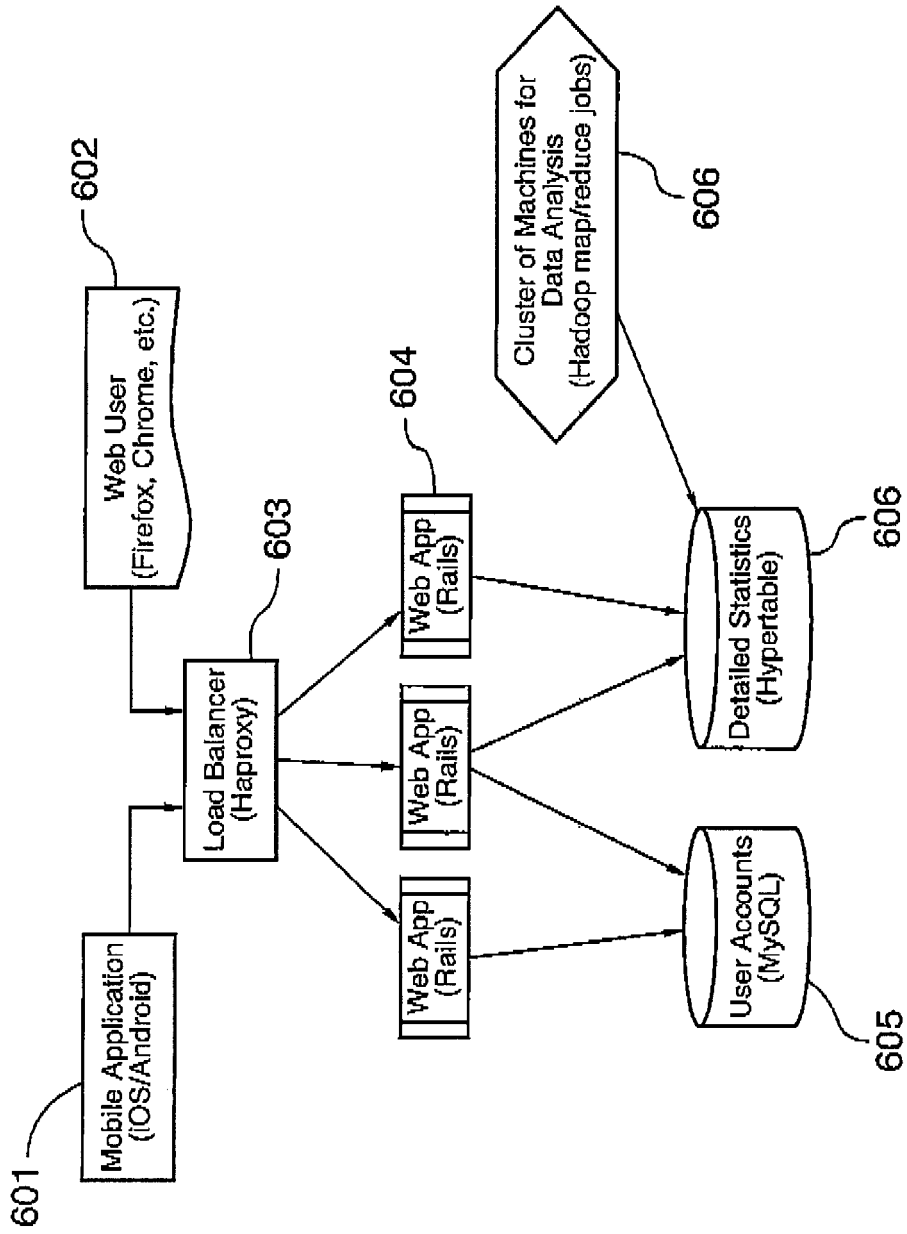 601
Mobile Application
(iOS/Android)
Web User
(Firefox, Chrome, etc.)
602
Load Balancer
(Haproxy)
603
Web App
(Rails)
Web App
(Rails)
Web App
(Rails)
604
Cluster of Machines for
Data Analysis
(Hadoop map/reduce jobs)
606
User Accounts
(MySQL)
605
Detailed Statistics
(Hypertable)
606